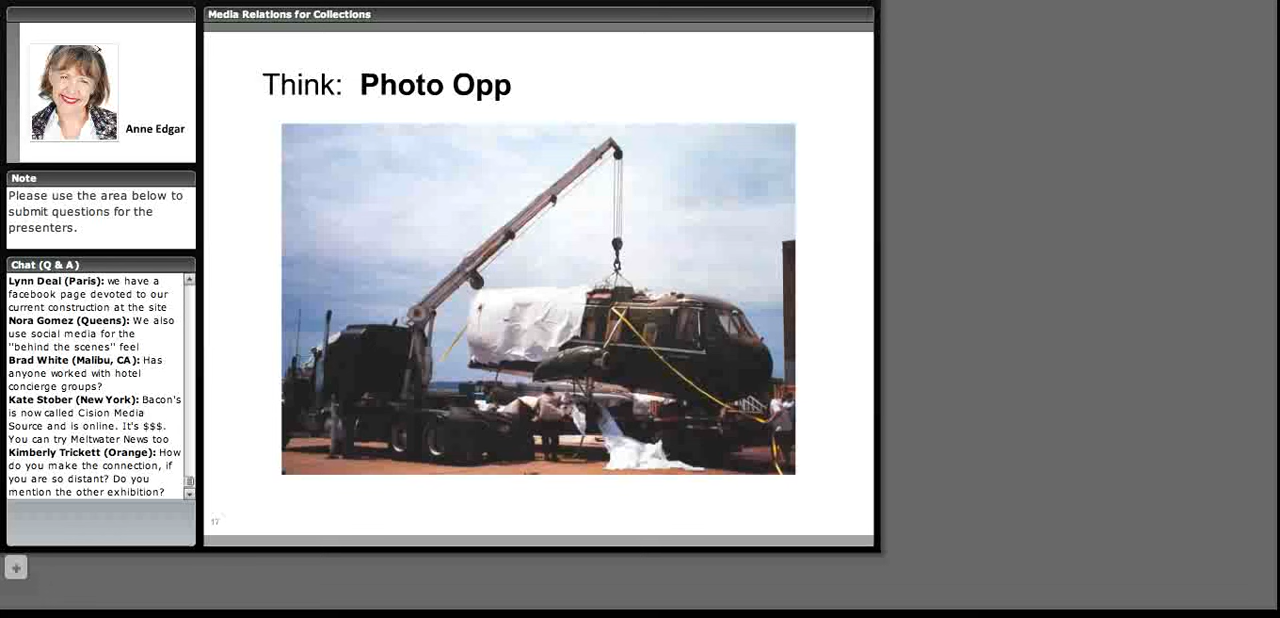 Media Relations for Collections
Anne Edgar
Note
Please use the area below to
submit questions for the
presenters.
Chat (Q & A)
Lynn Deal (Paris): we have a
facebook page devoted to our
current construction at the site
Nora Gomez (Queens): We also
use social media for the
"behind the scenes" feel
Brad White (Malibu, CA): Has
anyone worked with hotel
concierge groups?
Kate Stober (New York): Bacon's
is now called Cision Media
Source and is online. It's $$$.
You can try Meltwater News too
Kimberly Trickett (Orange): How
do you make the connection, if
you are so distant? Do you
mention the other exhibition?
Think: Photo Opp
17